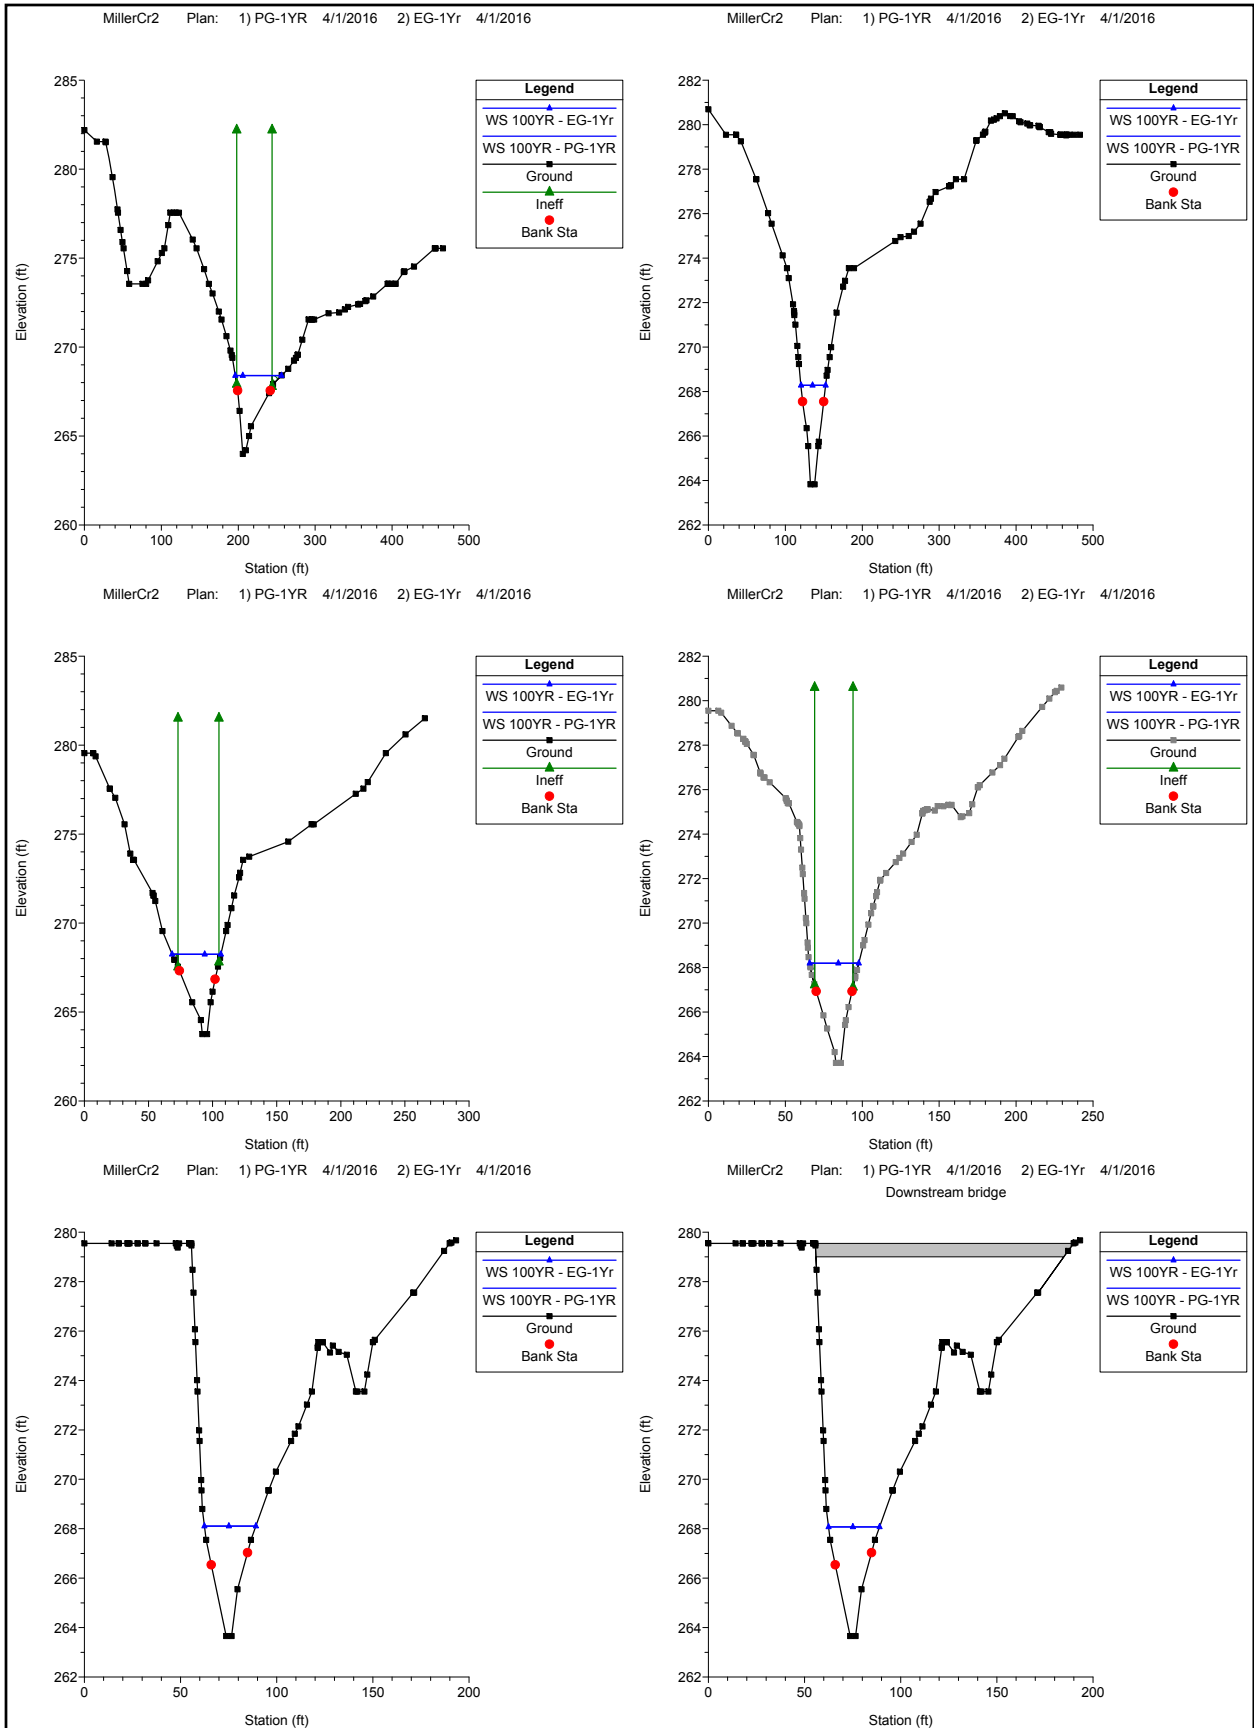 MillerCr2 Plan: 1) PG-1YR 4/1/2016 2) EG-1Yr 4/1/2016
285
280
275
270
265
260
Elevation (ft)
0 100 200 300 400 500
Station (ft)
Legend
WS 100YR - EG-1Yr
WS 100YR - PG-1YR
Ground
Ineff
Bank Sta
MillerCr2 Plan: 1) PG-1YR 4/1/2016 2) EG-1Yr 4/1/2016
282
280
278
276
274
272
270
268
266
264
262
Elevation (ft)
0 100 200 300 400 500
Station (ft)
Legend
WS 100YR - EG-1Yr
WS 100YR - PG-1YR
Ground
Bank Sta
MillerCr2 Plan: 1) PG-1YR 4/1/2016 2) EG-1Yr 4/1/2016
285
280
275
270
265
260
Elevation (ft)
0 50 100 150 200 250 300
Station (ft)
Legend
WS 100YR - EG-1Yr
WS 100YR - PG-1YR
Ground
Ineff
Bank Sta
MillerCr2 Plan: 1) PG-1YR 4/1/2016 2) EG-1Yr 4/1/2016
282
280
278
276
274
272
270
268
266
264
262
Elevation (ft)
0 50 100 150 200 250
Station (ft)
Legend
WS 100YR - EG-1Yr
WS 100YR - PG-1YR
Ground
Ineff
Bank Sta
MillerCr2 Plan: 1) PG-1YR 4/1/2016 2) EG-1Yr 4/1/2016
280
278
276
274
272
270
268
266
264
262
Elevation (ft)
0 50 100 150 200
Station (ft)
Legend
WS 100YR - EG-1Yr
WS 100YR - PG-1YR
Ground
Bank Sta
MillerCr2 Plan: 1) PG-1YR 4/1/2016 2) EG-1Yr 4/1/2016
Downstream bridge
280
278
276
274
272
270
268
266
264
262
Elevation (ft)
0 50 100 150 200
Station (ft)
Legend
WS 100YR - EG-1Yr
WS 100YR - PG-1YR
Ground
Bank Sta